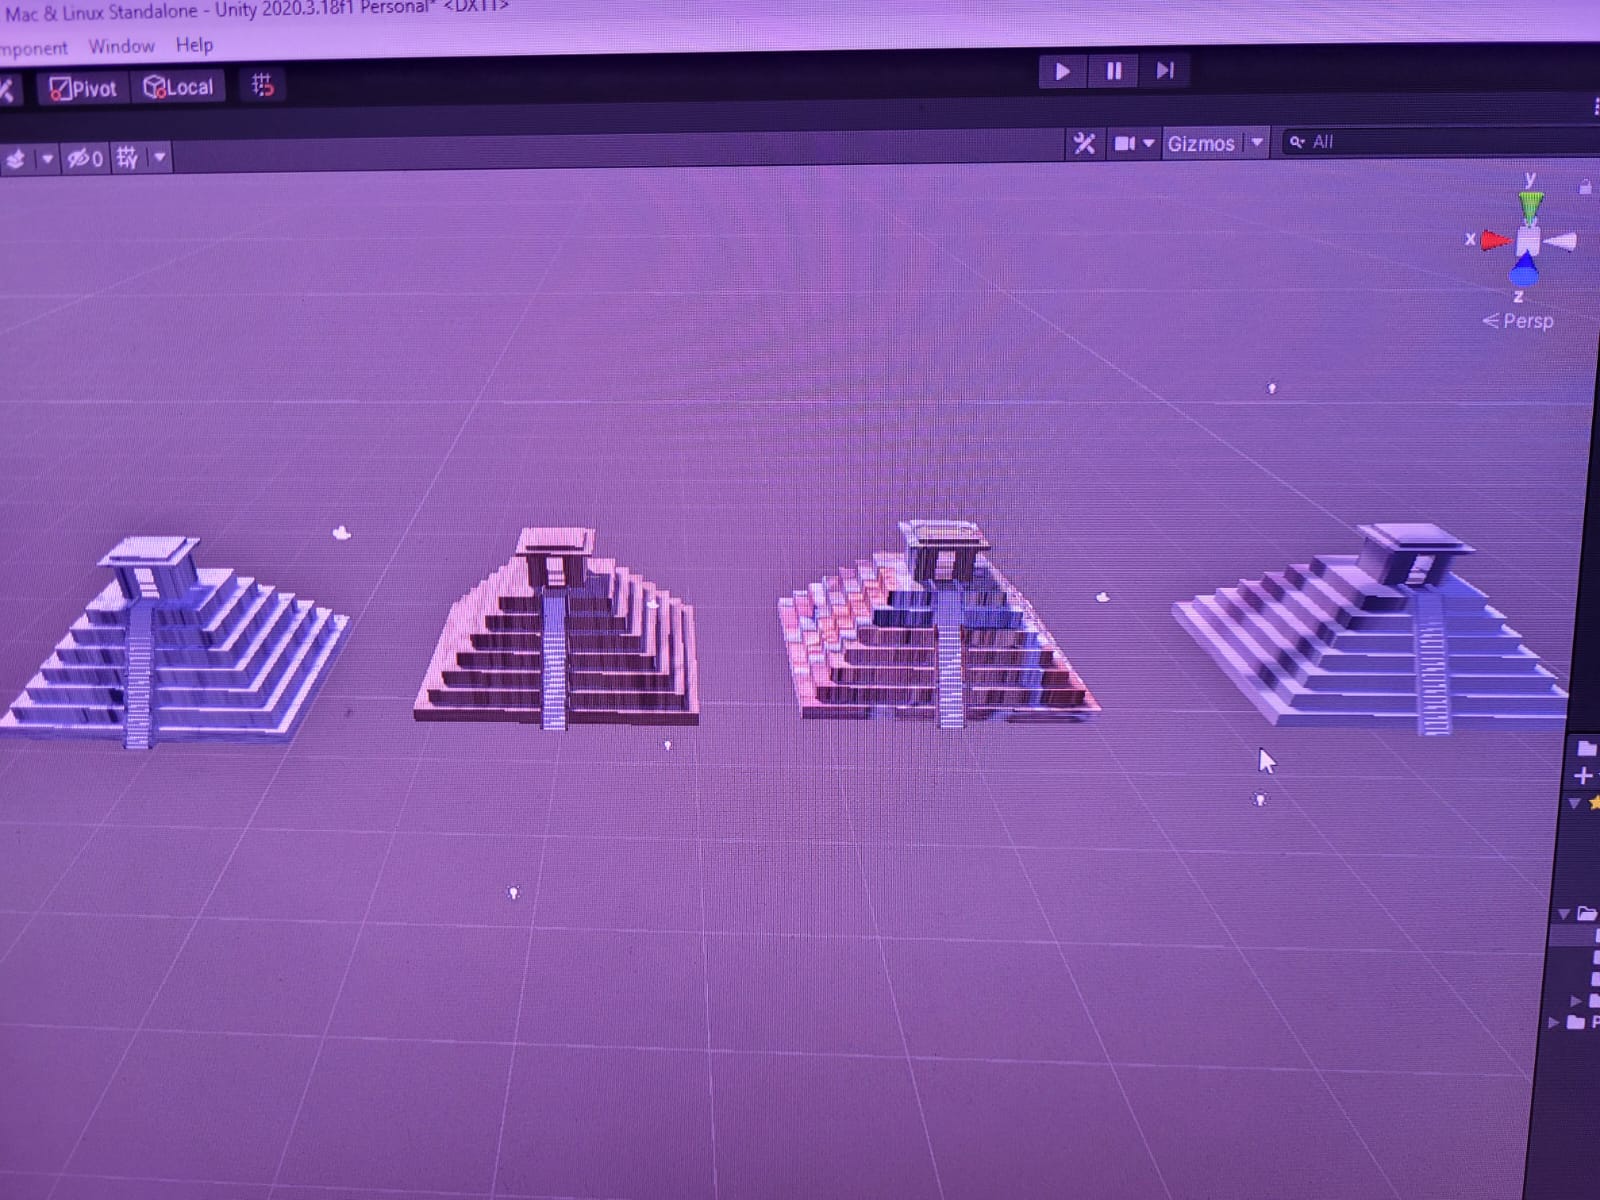 Mac & Linux Standalone - Unity 2020.3.18f1 Personal* <DX11>
mponent Window Help
Pivot Local
0 Gizmos All
y
x
z
< Persp